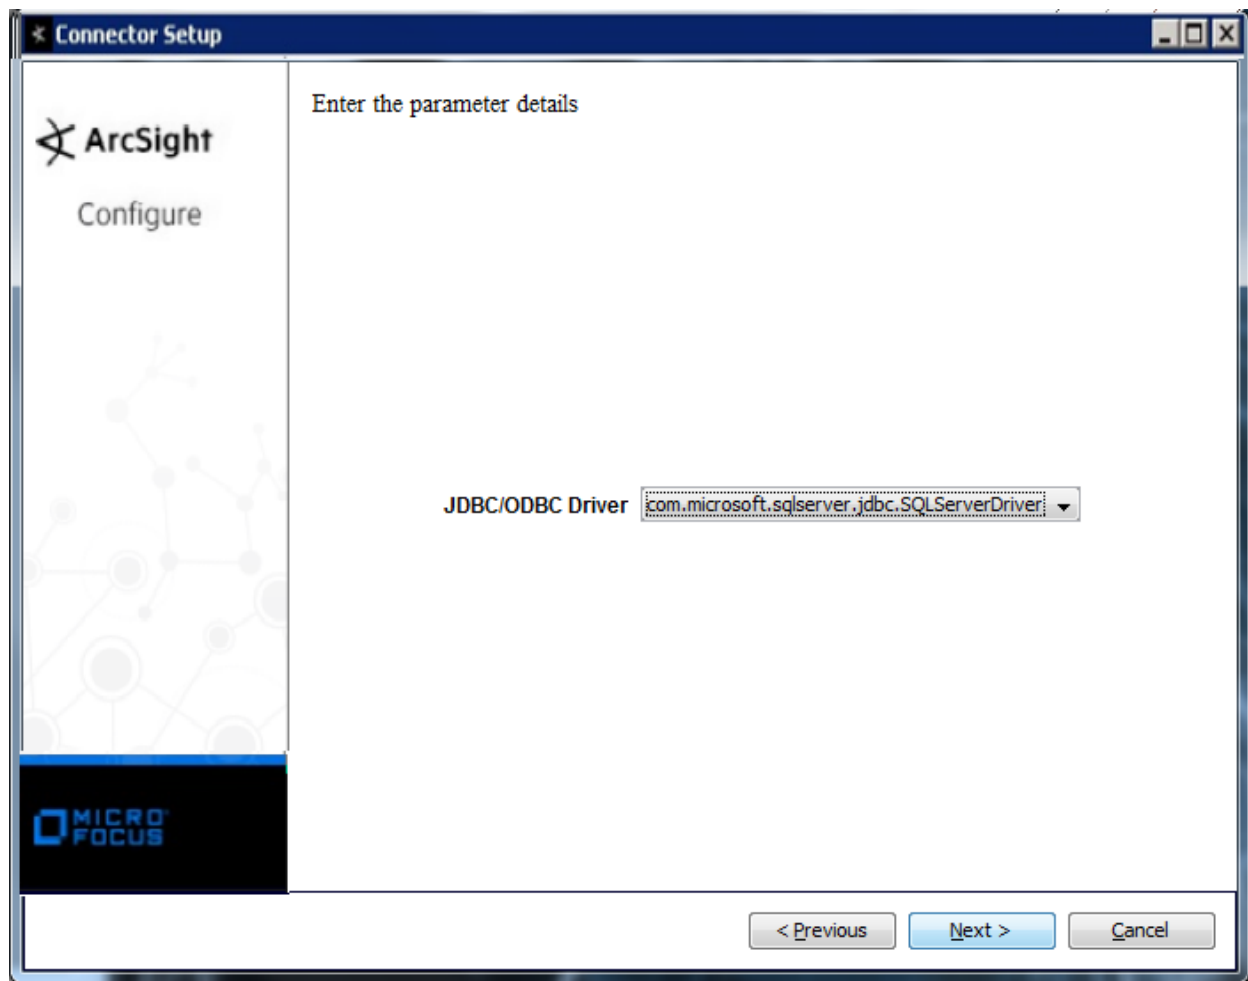 Connector Setup
ArcSight
Configure
Enter the parameter details
JDBC/ODBC Driver com.microsoft.sqlserver.jdbc.SQLServerDriver
MICRO
FOCUS
< Previous Next > Cancel